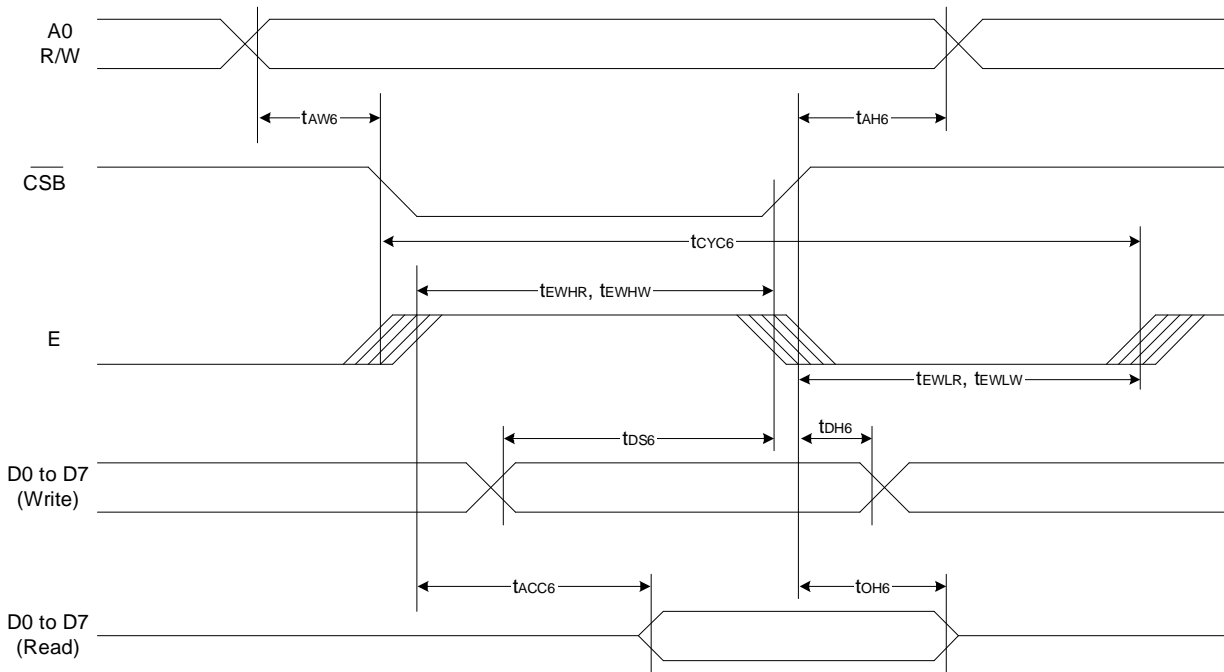 A0
R/W
tAW6
tAH6
CSB
tCYC6
tEWHR, tEWHW
E
tEWLR, tEWLW
tDS6
tDH6
D0 to D7
(Write)
tACC6
tOH6
D0 to D7
(Read)